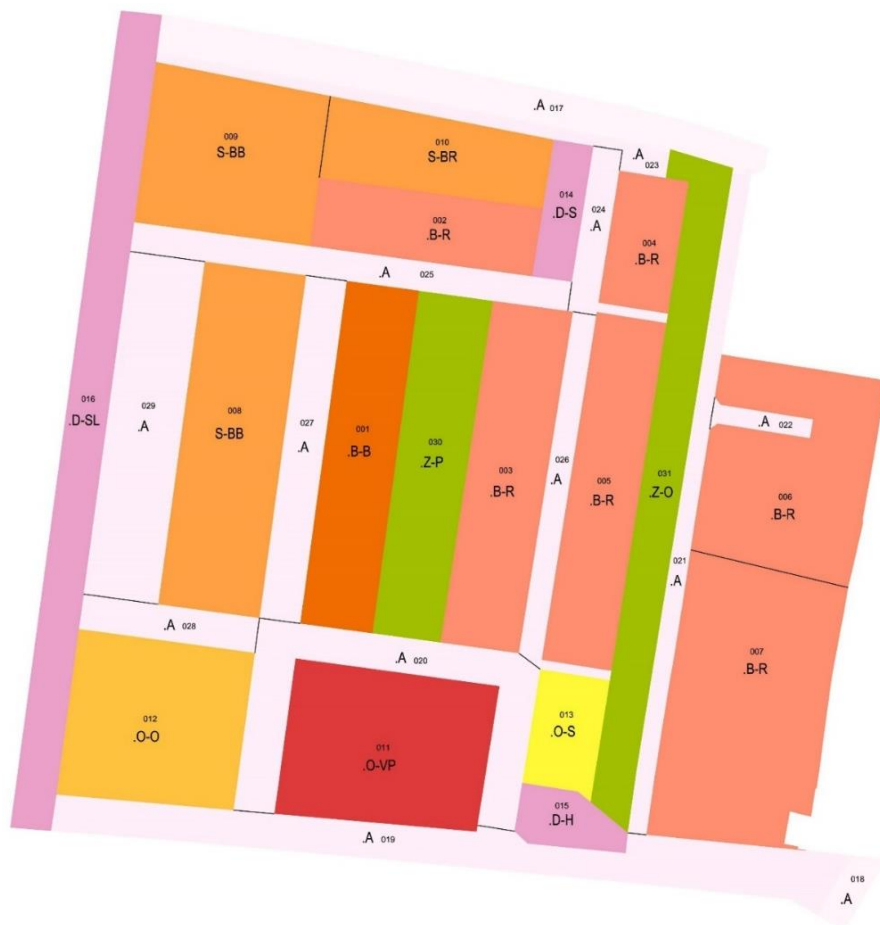 .A 017
009
S-BB
010
S-BR
.A
023
014
.D-S
024
.A
002
.B-R
004
.B-R
.A 025
016
.D-SL
029
.A
008
S-BB
027
.A
001
.B-B
030
.Z-P
003
.B-R
026
.A
005
.B-R
031
.Z-O
.A 022
006
.B-R
021
.A
007
.B-R
.A 028
.A 020
012
.O-O
011
.O-VP
013
.O-S
015
.D-H
.A 019
018
.A